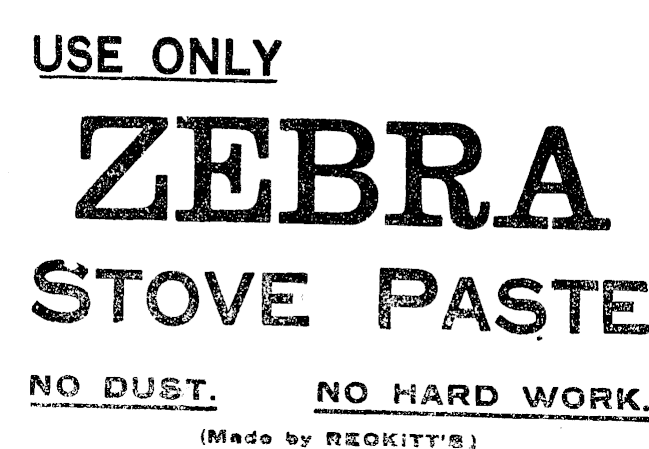 USE ONLY
ZEBRA
STOVE PASTE
NO DUST. NO HARD WORK.
(Made by RECKITT'S)